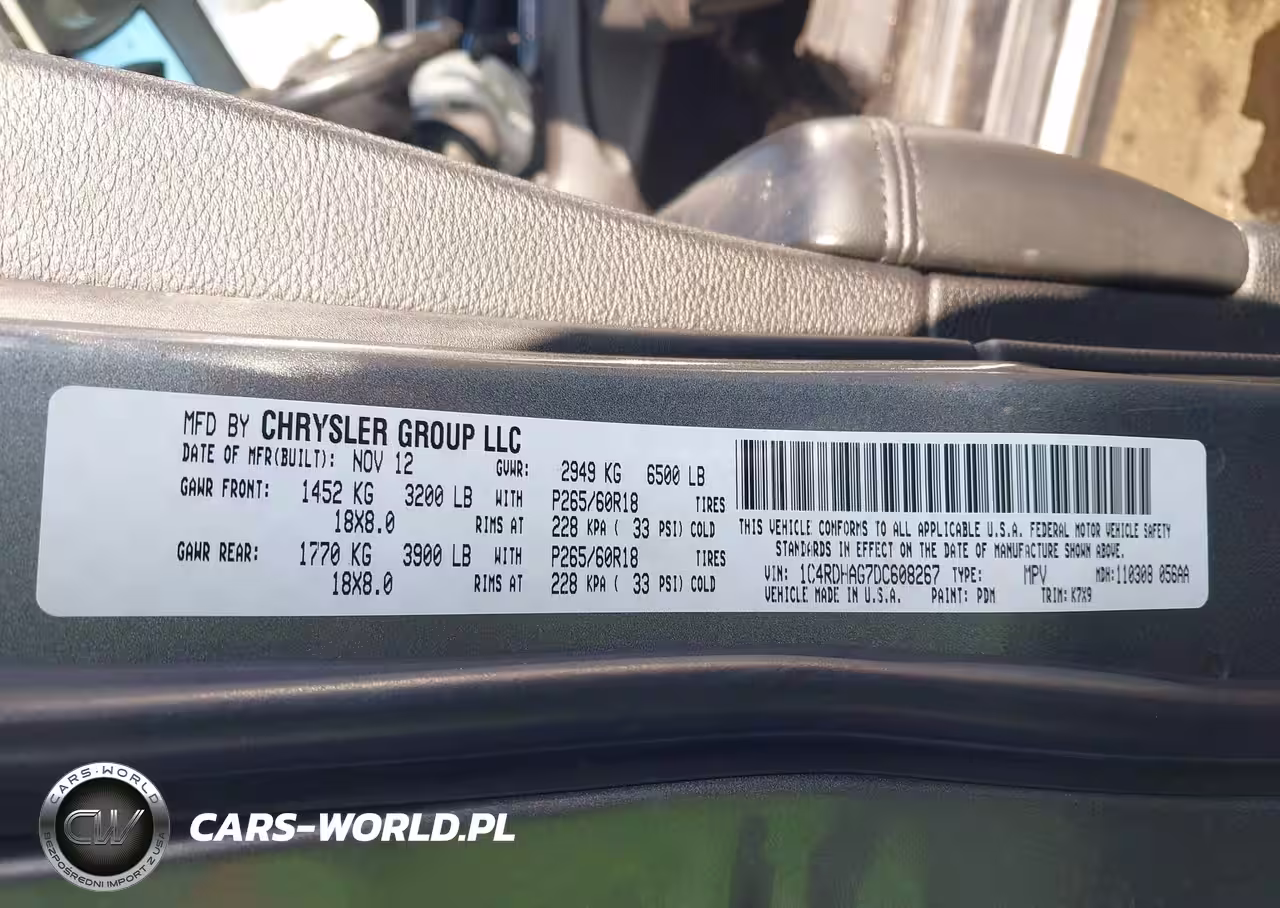 MFD BY CHRYSLER GROUP LLC
DATE OF MFR(BUILT): NOV 12 GVWR: 2949 KG 6500 LB
GAWR FRONT: 1452 KG 3200 LB WITH P265/60R18 TIRES
18X8.0 RIMS AT 228 KPA ( 33 PSI) COLD
GAWR REAR: 1770 KG 3900 LB WITH P265/60R18 TIRES
18X8.0 RIMS AT 228 KPA ( 33 PSI) COLD
THIS VEHICLE CONFORMS TO ALL APPLICABLE U.S.A. FEDERAL MOTOR VEHICLE SAFETY
STANDARDS IN EFFECT ON THE DATE OF MANUFACTURE SHOWN ABOVE.
VIN: 1C4RDHAG7DC608267 TYPE: MPV MDH: 110308 056AA
VEHICLE MADE IN U.S.A. PAINT: PDM TRIM: K7X9
CARS-WORLD
CW
BEZPOŚREDNI IMPORT Z USA
CARS-WORLD.PL